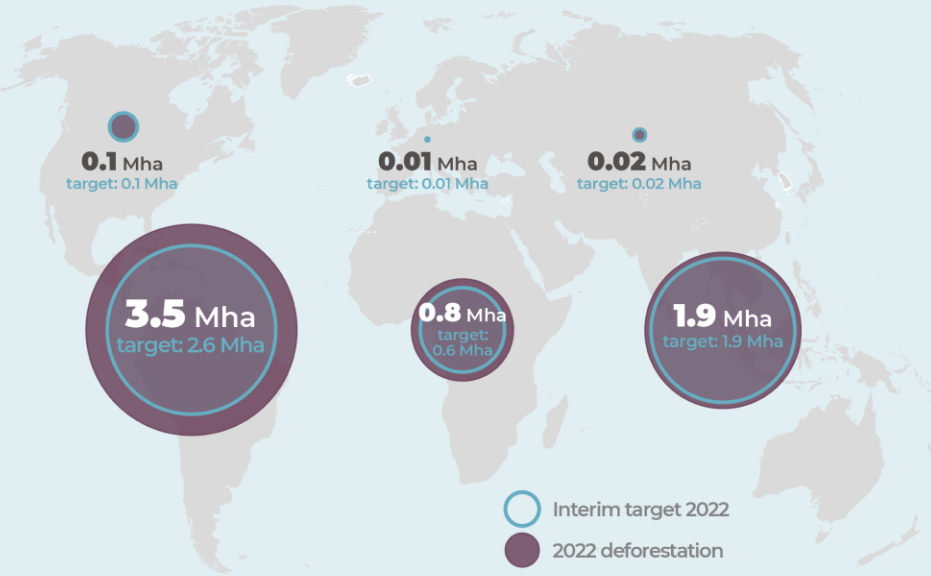 0.1 Mha
target: 0.1 Mha
0.01 Mha
target: 0.01 Mha
0.02 Mha
target: 0.02 Mha
3.5 Mha
target: 2.6 Mha
0.8 Mha
target:
0.6 Mha
1.9 Mha
target: 1.9 Mha
Interim target 2022
2022 deforestation